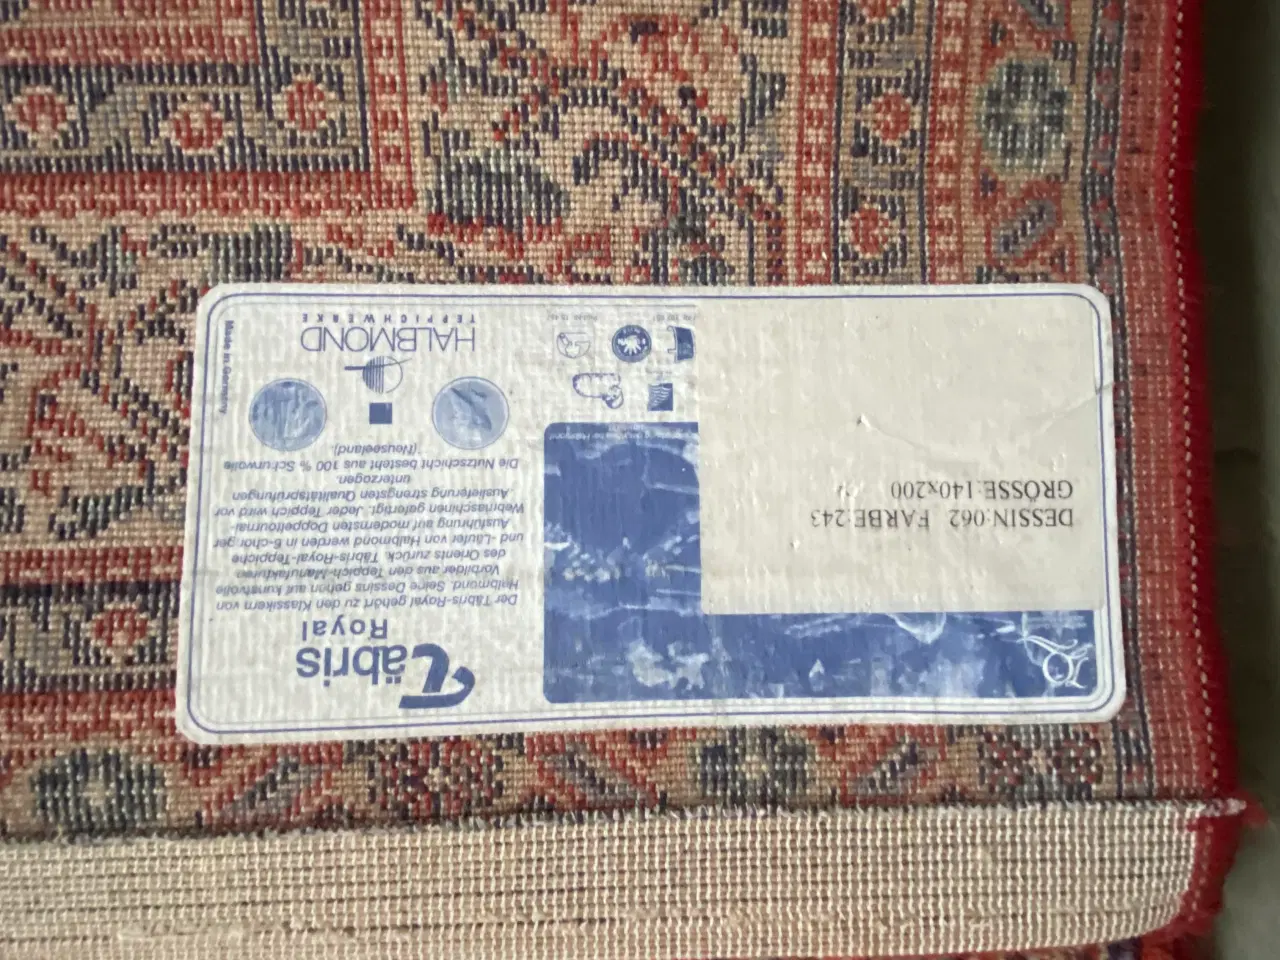 Täbris
Royal
Der Täbris-Royal gehört zu den Klassikern von
Halbmond. Seine Dessins gehen auf kunstvolle
Vorbilder aus den Teppich-Manufakturen
des Orients zurück. Täbris-Royal-Teppiche
und -Läufer von Halbmond werden in 6-chöriger
Ausführung auf modernsten Doppeltournai-
Webmaschinen gefertigt. Jeder Teppich wird vor
Auslieferung strengsten Qualitätsprüfungen
unterzogen.
Die Nutzschicht besteht aus 100 % Schurwolle
(Neuseeland).
HALBMOND
TEPPICHWERKE
Made in Germany
DESSIN:062 FARBE:243
GRÖSSE:140x200